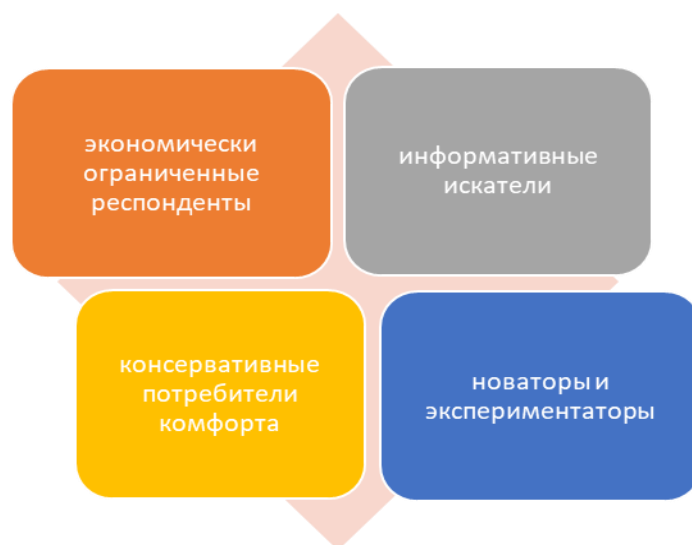 экономически
ограниченные
респонденты
информативные
искатели
консервативные
потребители
комфорта
новаторы и
экспериментаторы